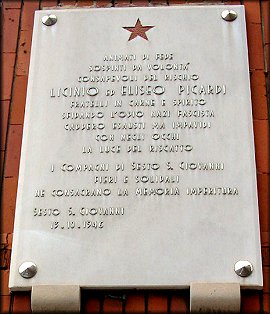 ANIMATI DI FEDE
SOSPINTI DA VOLONTA'
CONSAPEVOLI DEL RISCHIO
LICINIO ED ELISEO PICARDI
FRATELLI IN CARNE E SPIRITO
SFIDANDO L'ODIO NAZI FASCISTA
CADDERO ESAUSTI MA IMPAVIDI
CON NEGLI OCCHI
LA LUCE DEL RISCATTO
I COMPAGNI DI SESTO S. GIOVANNI
FIERI E SOLIDALI
NE CONSACRANO LA MEMORIA IMPERITURA
SESTO S. GIOVANNI
13.10.1946